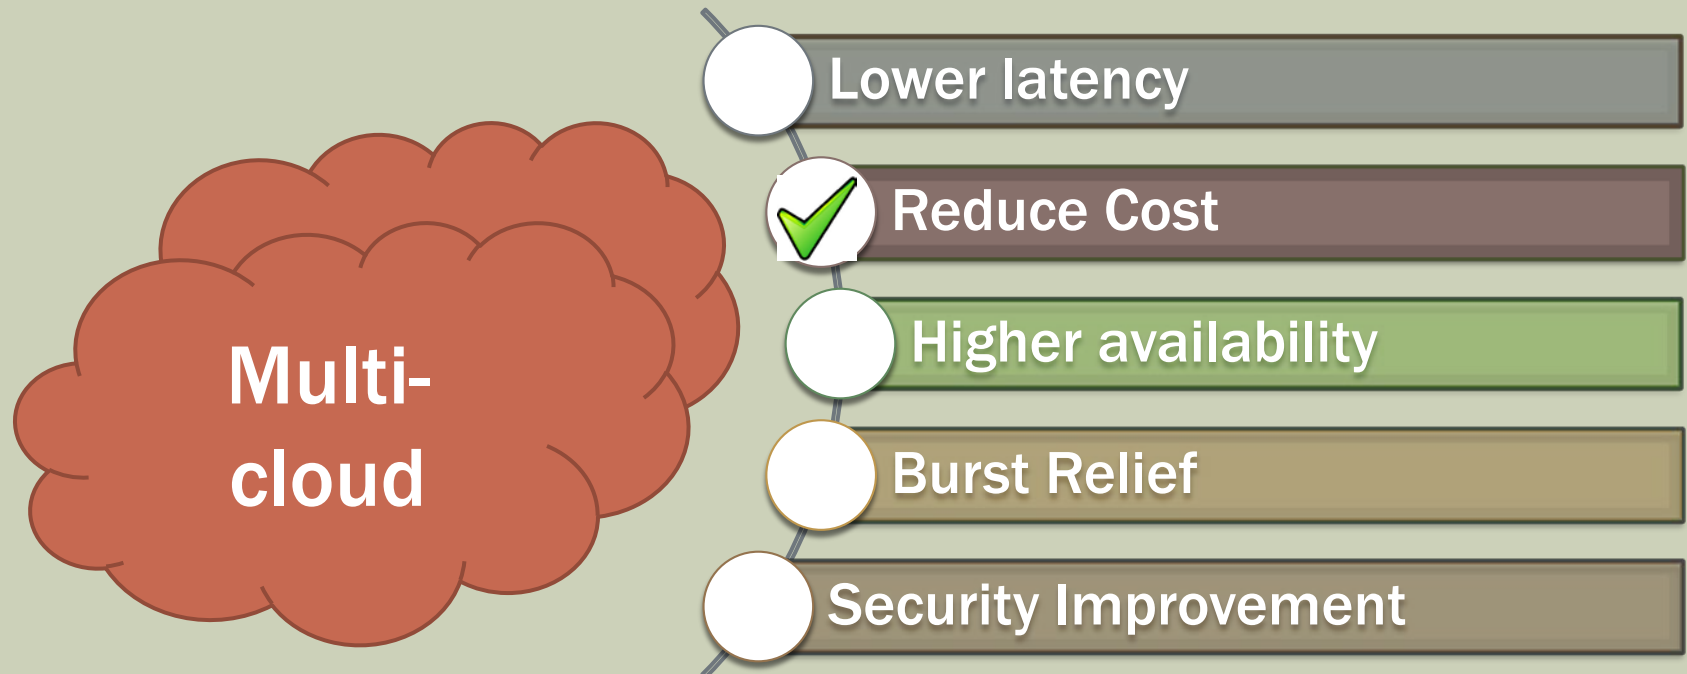 Multi-
cloud
Lower latency
Reduce Cost
Higher availability
Burst Relief
Security Improvement